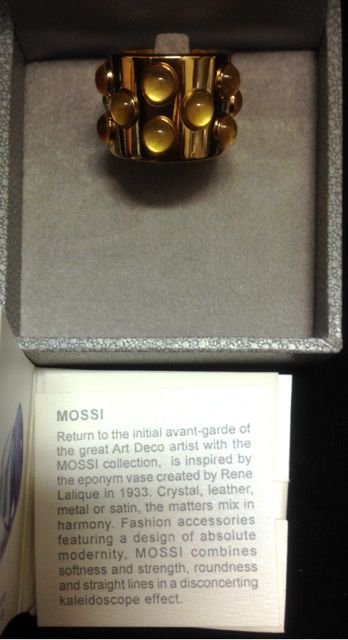 MOSSI
Return to the initial avant-garde of
the great Art Deco artist with the
MOSSI collection, is inspired by
the eponym vase created by Rene
Lalique in 1933. Crystal, leather,
metal or satin, the matters mix in
harmony. Fashion accessories
featuring a design of absolute
modernity, MOSSI combines
softness and strength, roundness
and straight lines in a disconcerting
kaleidoscope effect.